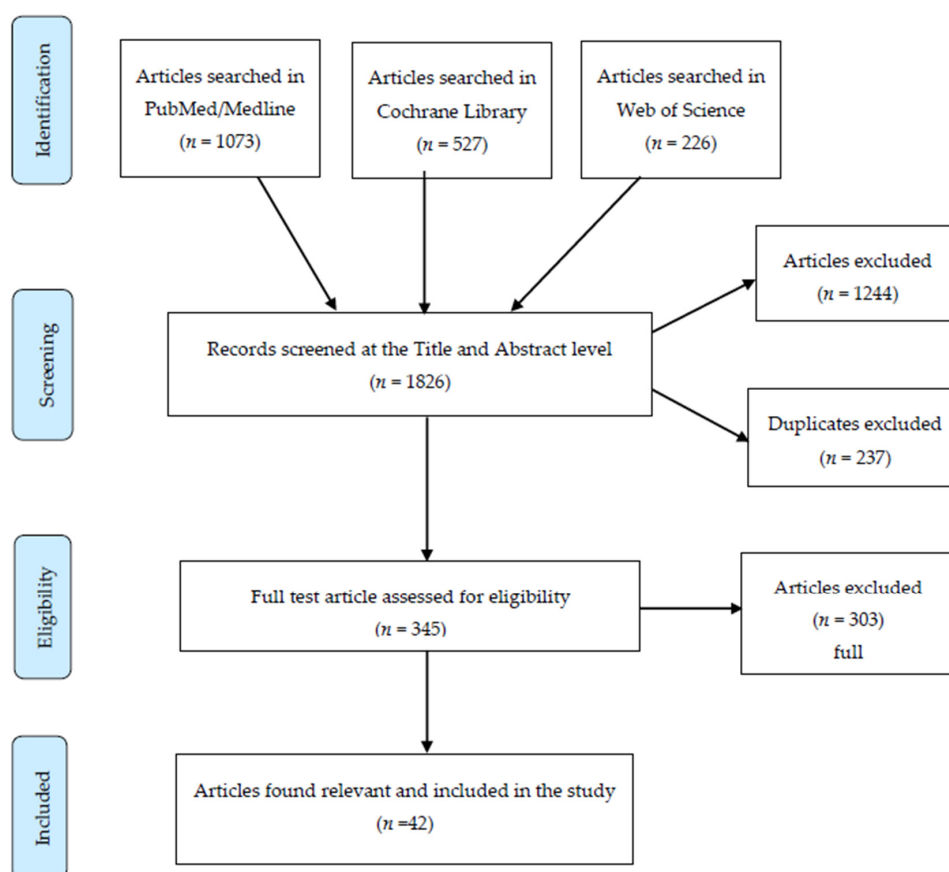 Identification
Articles searched in
PubMed/Medline
(n = 1073)
Articles searched in
Cochrane Library
(n = 527)
Articles searched in
Web of Science
(n = 226)
Screening
Records screened at the Title and Abstract level
(n = 1826)
Articles excluded
(n = 1244)
Duplicates excluded
(n = 237)
Eligibility
Full test article assessed for eligibility
(n = 345)
Articles excluded
(n = 303)
full
Included
Articles found relevant and included in the study
(n =42)